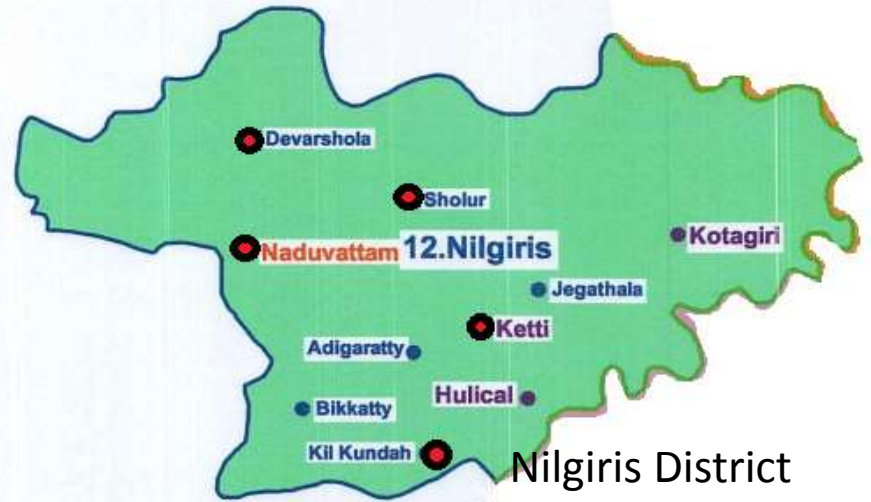 Devarshola
Sholur
Naduvattam 12.Nilgiris
Kotagiri
Jegathala
Ketti
Adigaratty
Hulical
Bikkatty
Kil Kundah
Nilgiris District